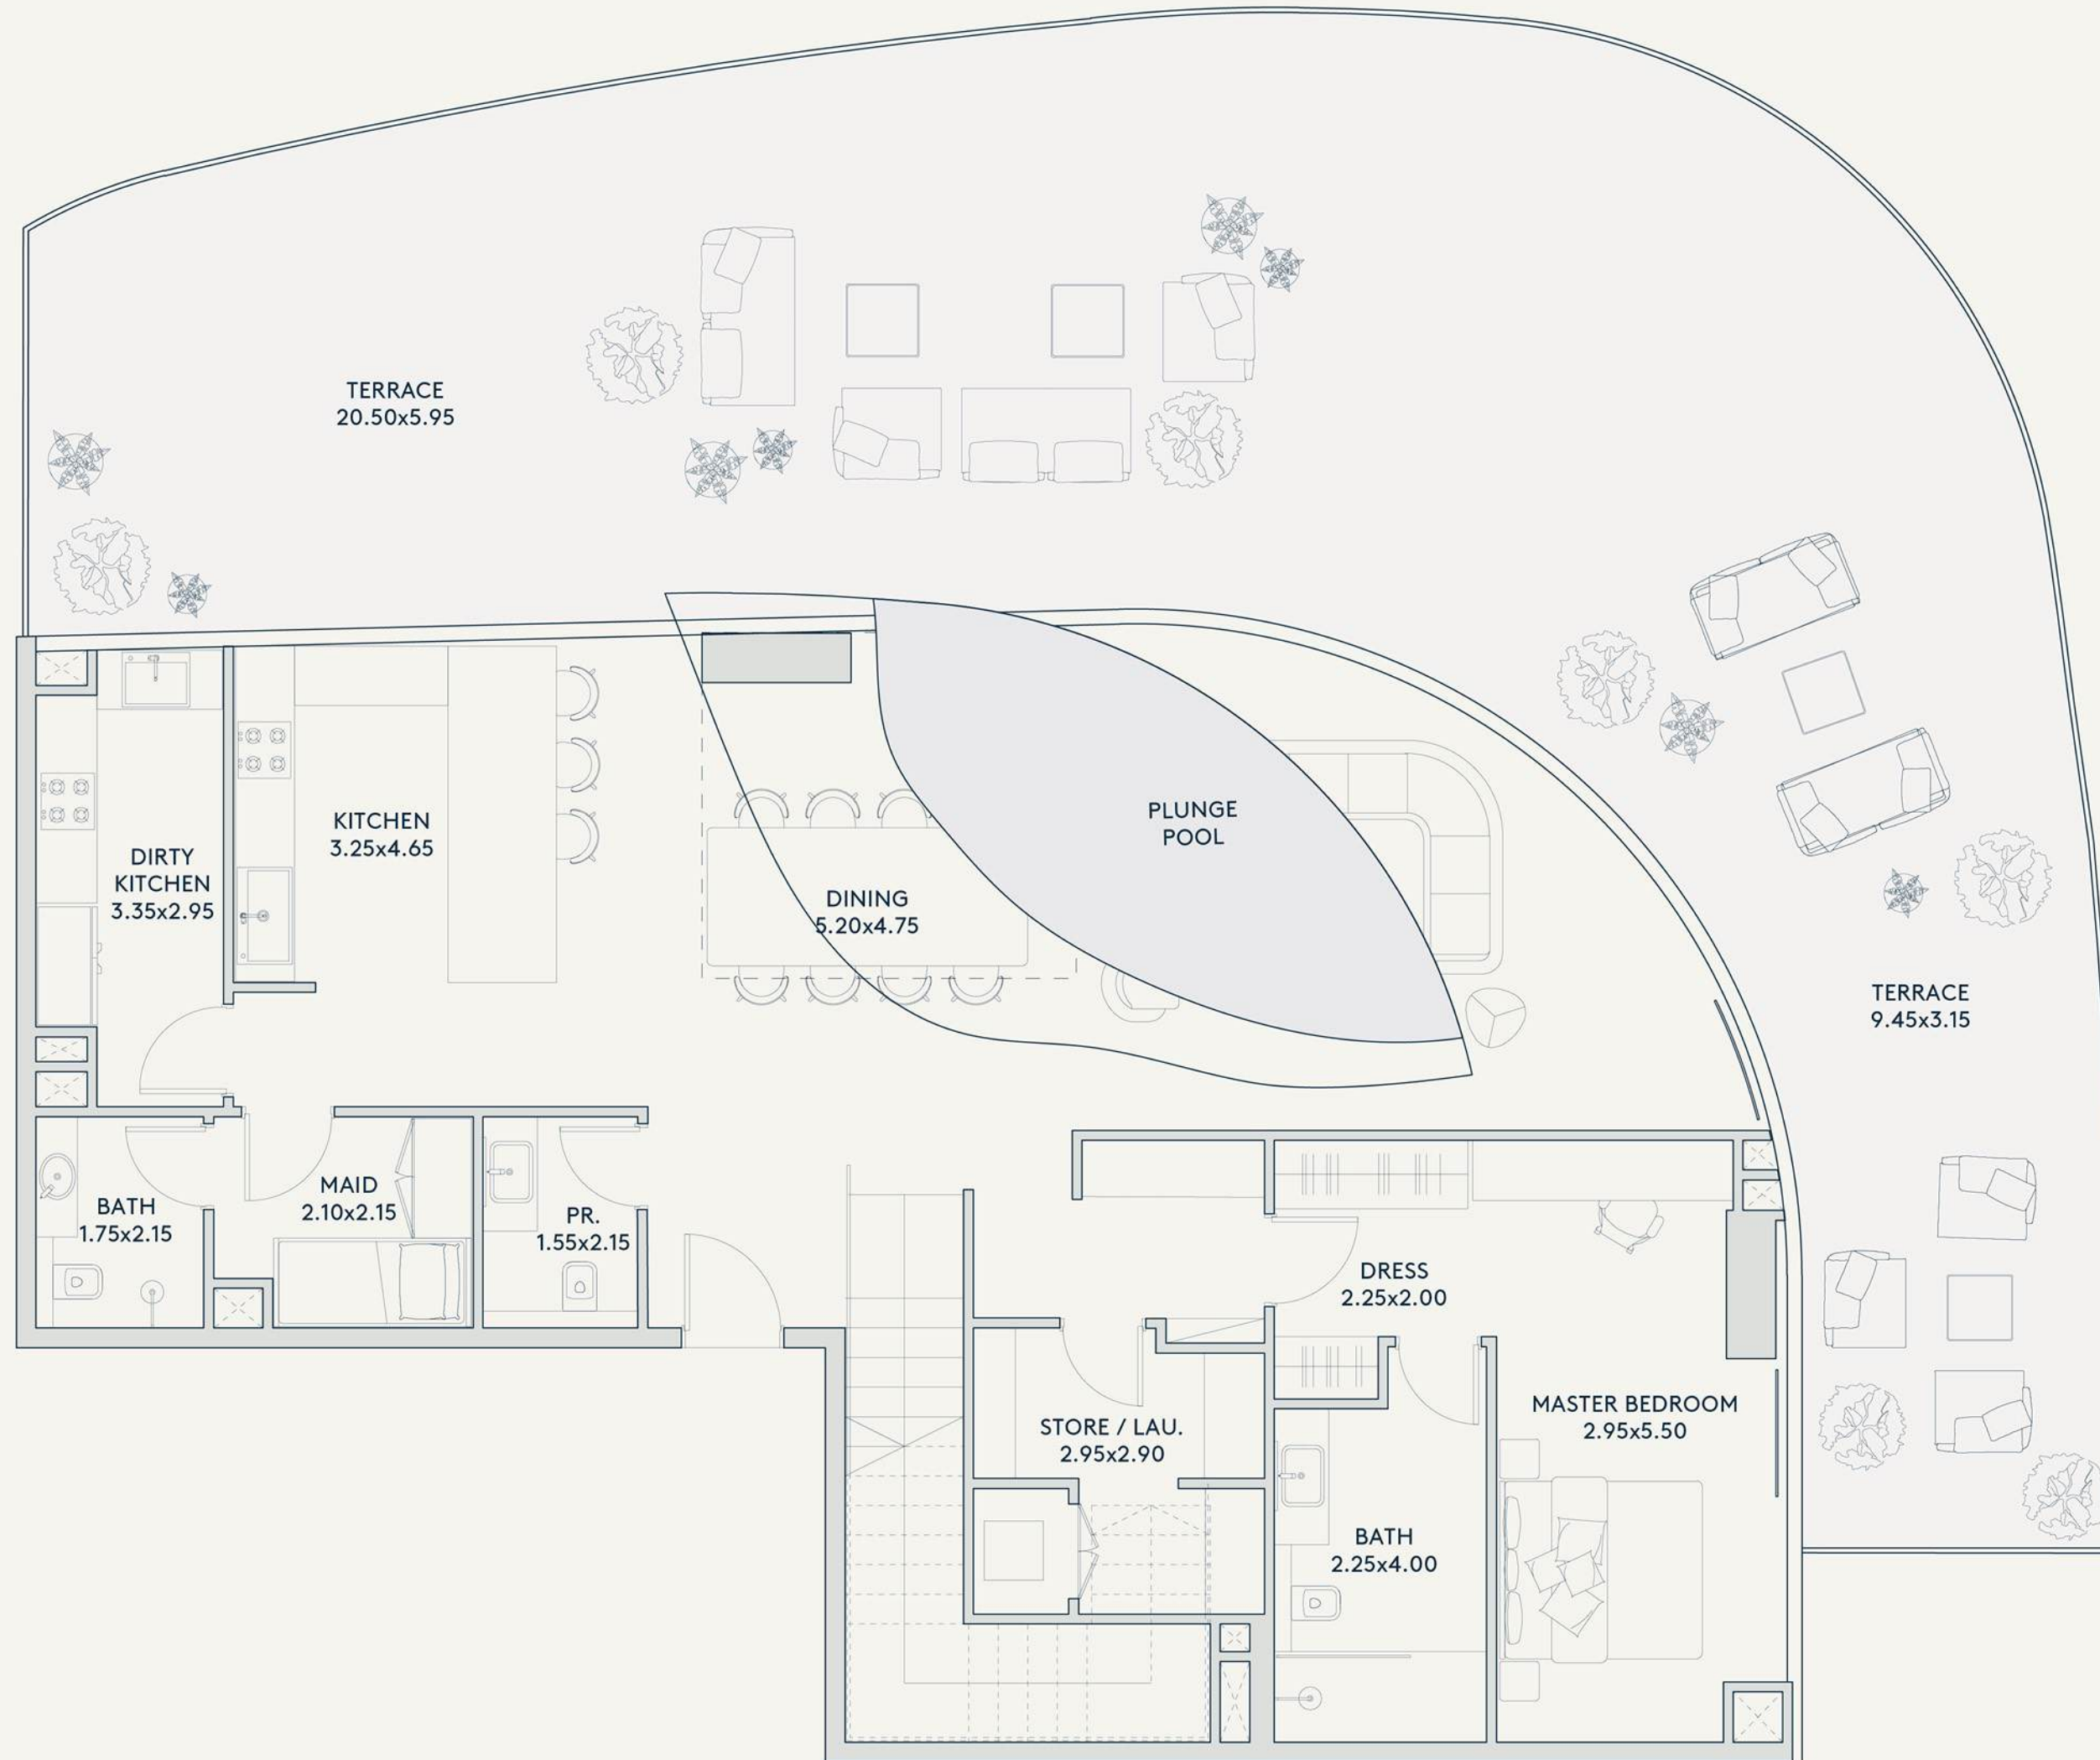 TERRACE
20.50x5.95
PLUNGE
POOL
KITCHEN
3.25x4.65
DIRTY
KITCHEN
3.35x2.95
DINING
5.20x4.75
TERRACE
9.45x3.15
MAID
2.10x2.15
BATH
1.75x2.15
PR.
1.55x2.15
DRESS
2.25x2.00
MASTER BEDROOM
2.95x5.50
STORE / LAU.
2.95x2.90
BATH
2.25x4.00